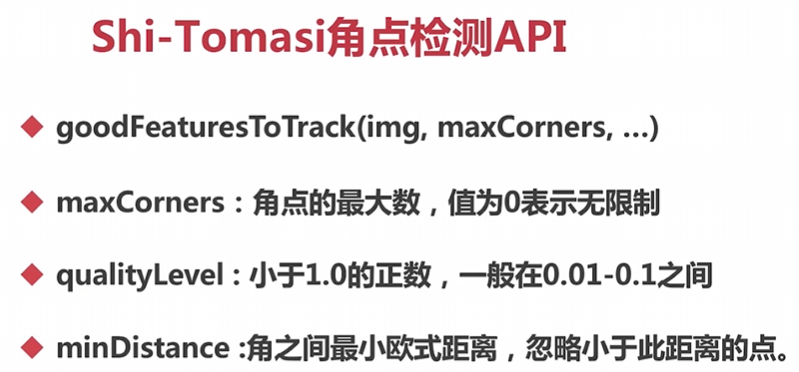 Shi-Tomasi角点检测API
goodFeaturesToTrack(img, maxCorners, ...)
maxCorners：角点的最大数，值为0表示无限制
qualityLevel：小于1.0的正数，一般在0.01-0.1之间
minDistance :角之间最小欧式距离，忽略小于此距离的点。